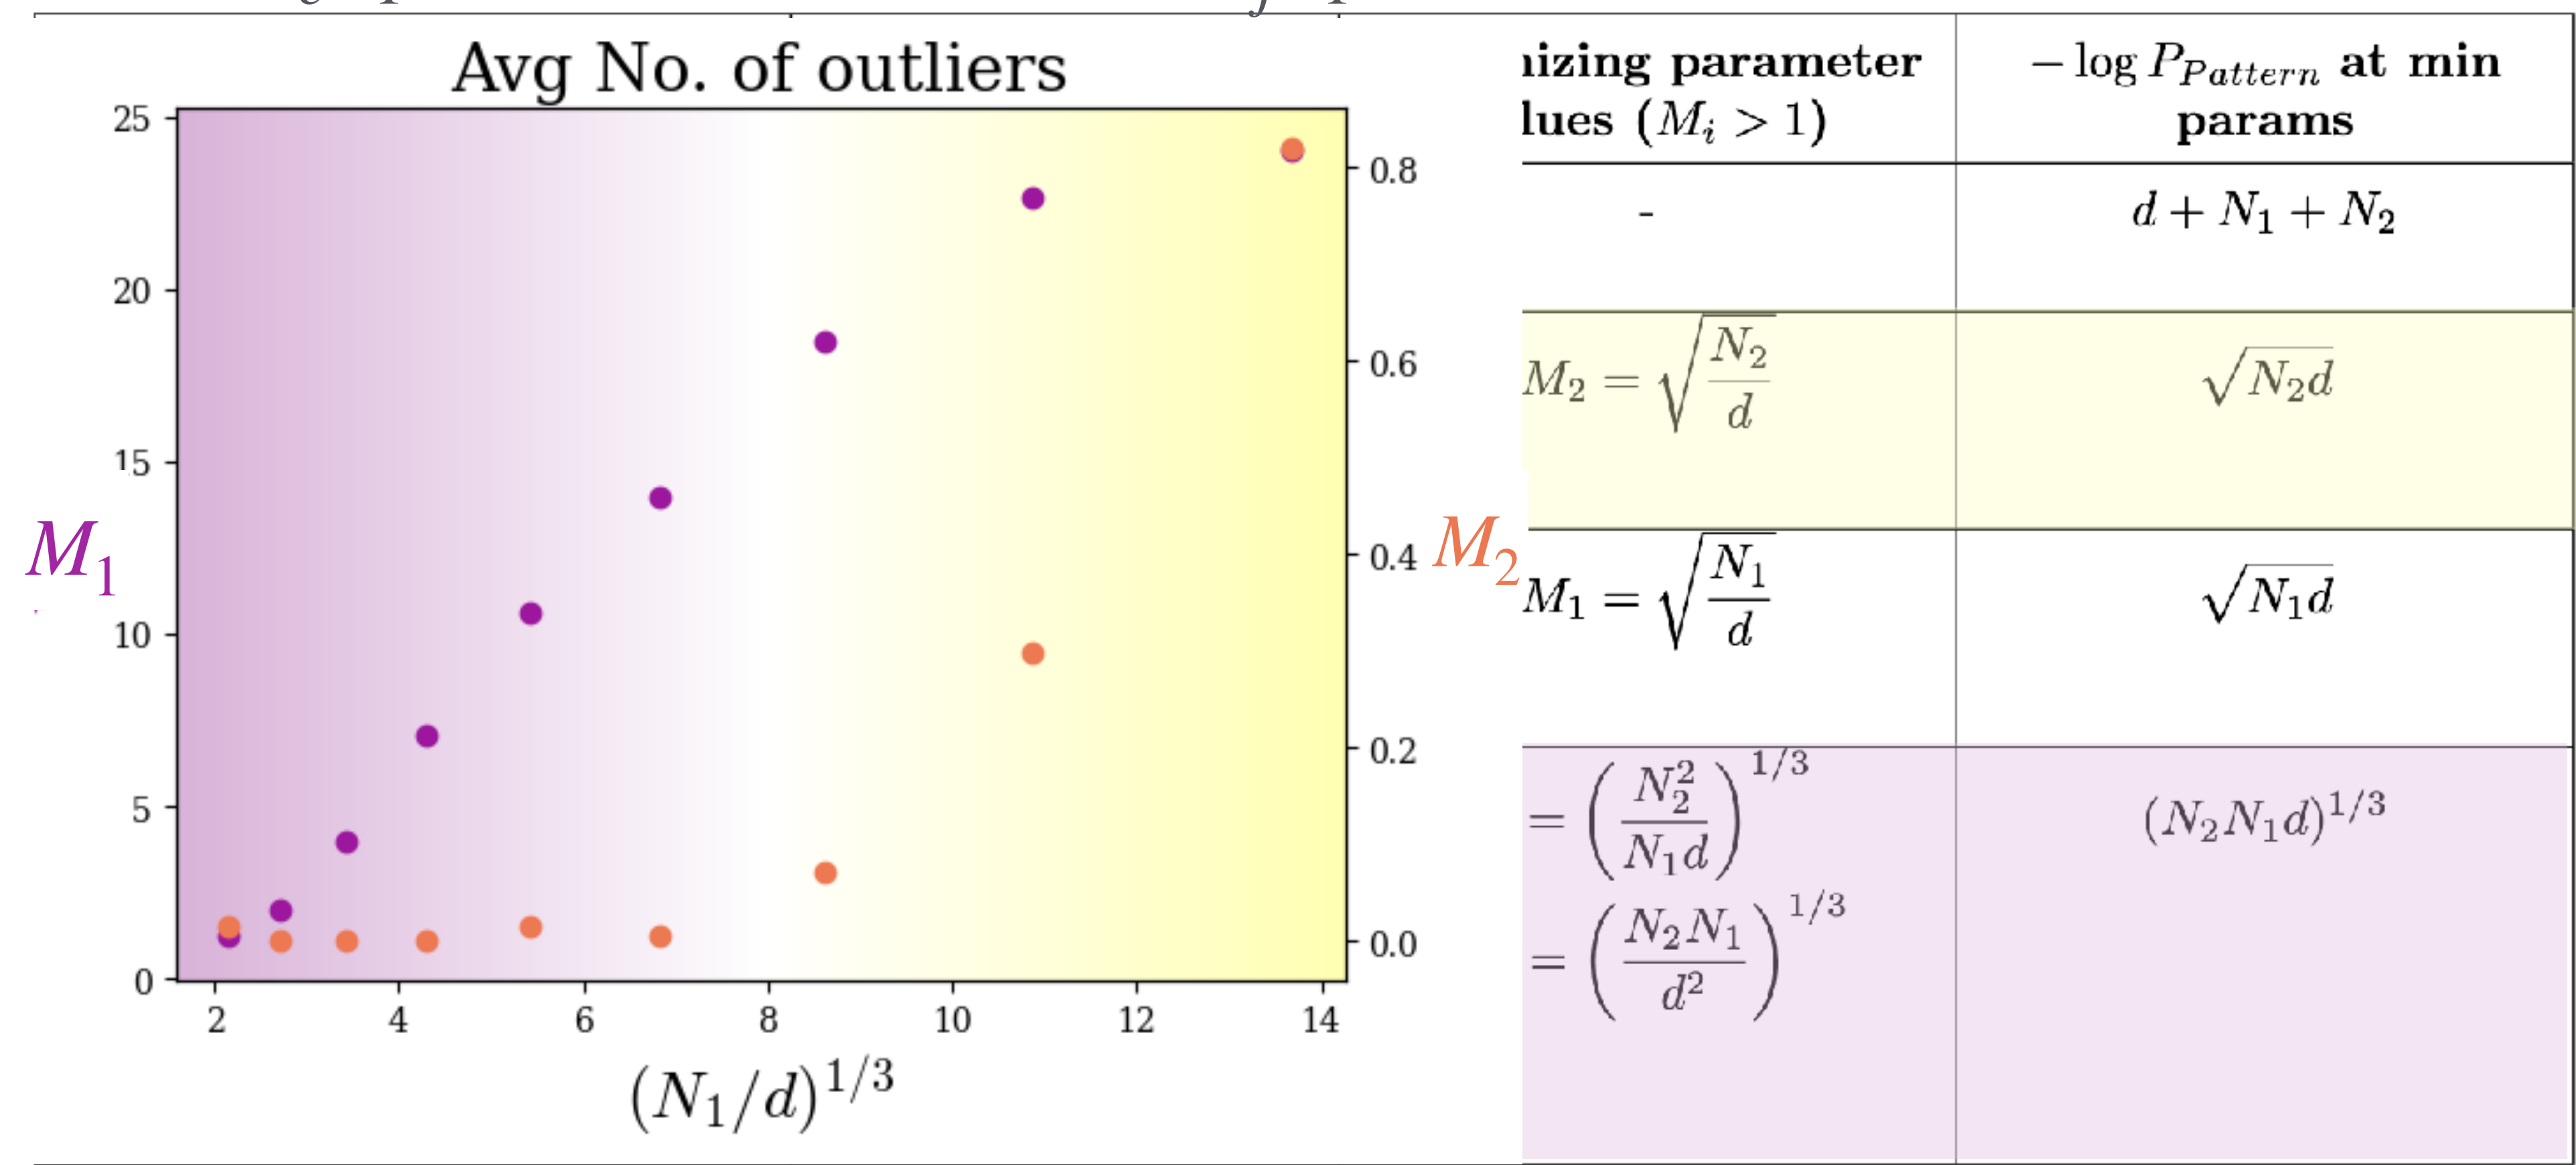 Avg No. of outliers
25
20
15
10
5
0
M₁
0.8
0.6
0.4
0.2
0.0
M₂
2 4 6 8 10 12 14
(N₁/d)^{1/3}
nizing parameter
lues (Mᵢ > 1)
− log P_{Pattern} at min
params
-
d + N₁ + N₂
M₂ = √(N₂/d)
√(N₂d)
M₁ = √(N₁/d)
√(N₁d)
= (N₂²/(N₁d))^{1/3}
(N₂N₁d)^{1/3}
= (N₂N₁/d²)^{1/3}